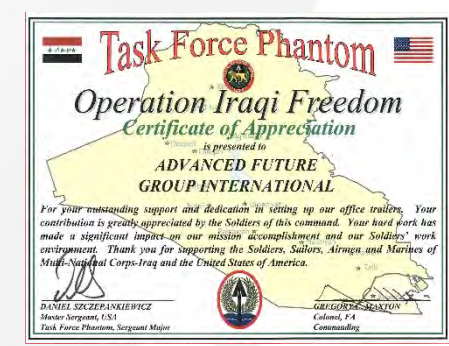 Task Force Phantom
Operation Iraqi Freedom
Certificate of Appreciation
is presented to
ADVANCED FUTURE
GROUP INTERNATIONAL
For your outstanding support and dedication in setting up our office trailers. Your
contribution is greatly appreciated by the Soldiers of this command. Your hard work has
made a significant impact on our mission accomplishment and our Soldiers' work
environment. Thank you for supporting the Soldiers, Sailors, Airmen and Marines of
Multi-National Corps-Iraq and the United States of America.
DANIEL SZCZEPANKIEWICZ
Master Sergeant, USA
Task Force Phantom, Sergeant Major
GREGORY C. MAXTON
Colonel, FA
Commanding